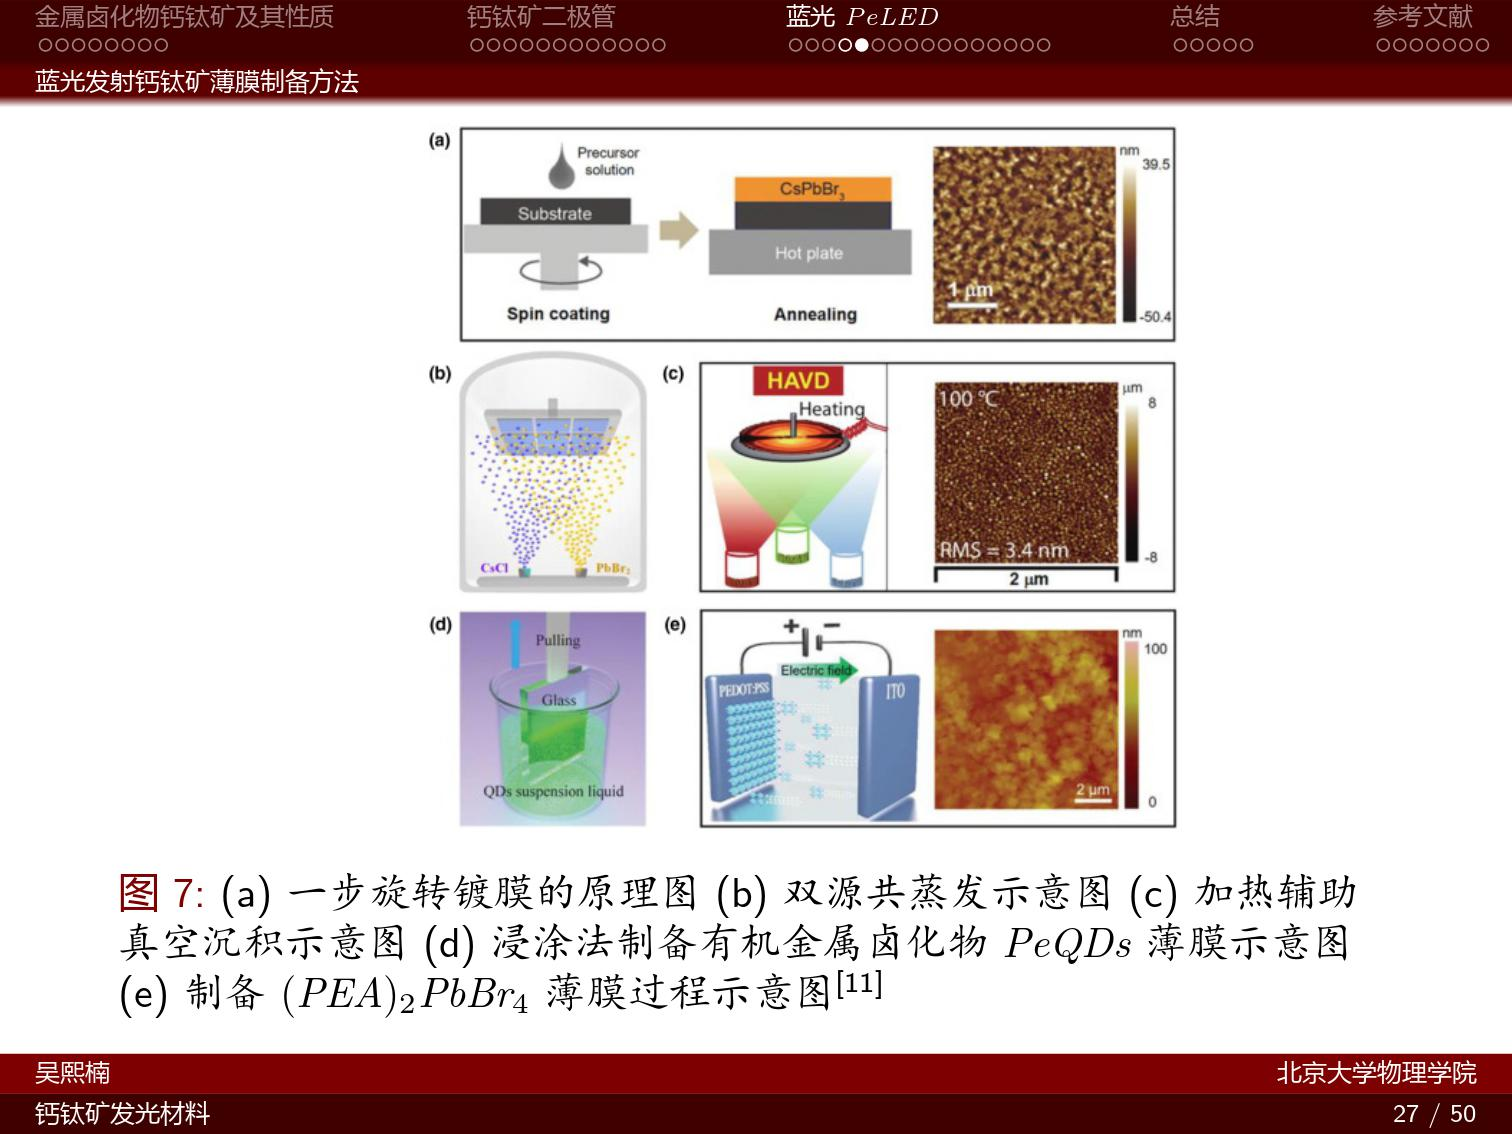 金属卤化物钙钛矿及其性质 钙钛矿二极管 蓝光 PeLED 总结 参考文献
蓝光发射钙钛矿薄膜制备方法
(a)
Precursor
solution
Substrate
Spin coating
CsPbBr3
Hot plate
Annealing
1 μm
nm
39.5
-50.4
(b)
CsCl
PbBr2
(c)
HAVD
Heating
100 °C
RMS = 3.4 nm
2 μm
μm
8
-8
(d)
Pulling
Glass
QDs suspension liquid
(e)
+ −
Electric field
PEDOT:PSS
ITO
2 μm
nm
100
0
图 7: (a) 一步旋转镀膜的原理图 (b) 双源共蒸发示意图 (c) 加热辅助
真空沉积示意图 (d) 浸涂法制备有机金属卤化物 PeQDs 薄膜示意图
(e) 制备 (PEA)2PbBr4 薄膜过程示意图[11]
吴熙楠 北京大学物理学院
钙钛矿发光材料 27 / 50